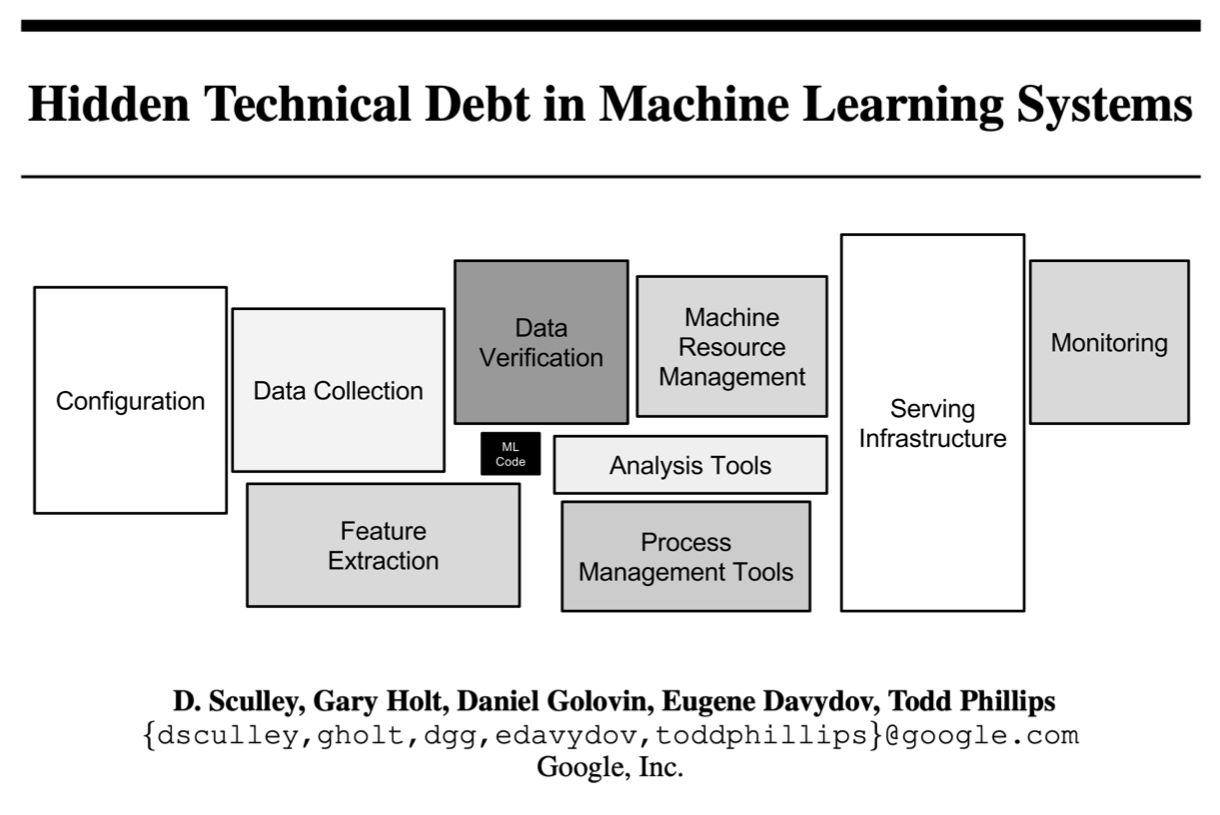 Hidden Technical Debt in Machine Learning Systems
Configuration
Data Collection
Feature
Extraction
Data
Verification
ML
Code
Machine
Resource
Management
Analysis Tools
Process
Management Tools
Serving
Infrastructure
Monitoring
D. Sculley, Gary Holt, Daniel Golovin, Eugene Davydov, Todd Phillips
{dsculley,gholt,dgg,edavydov,toddphillips}@google.com
Google, Inc.